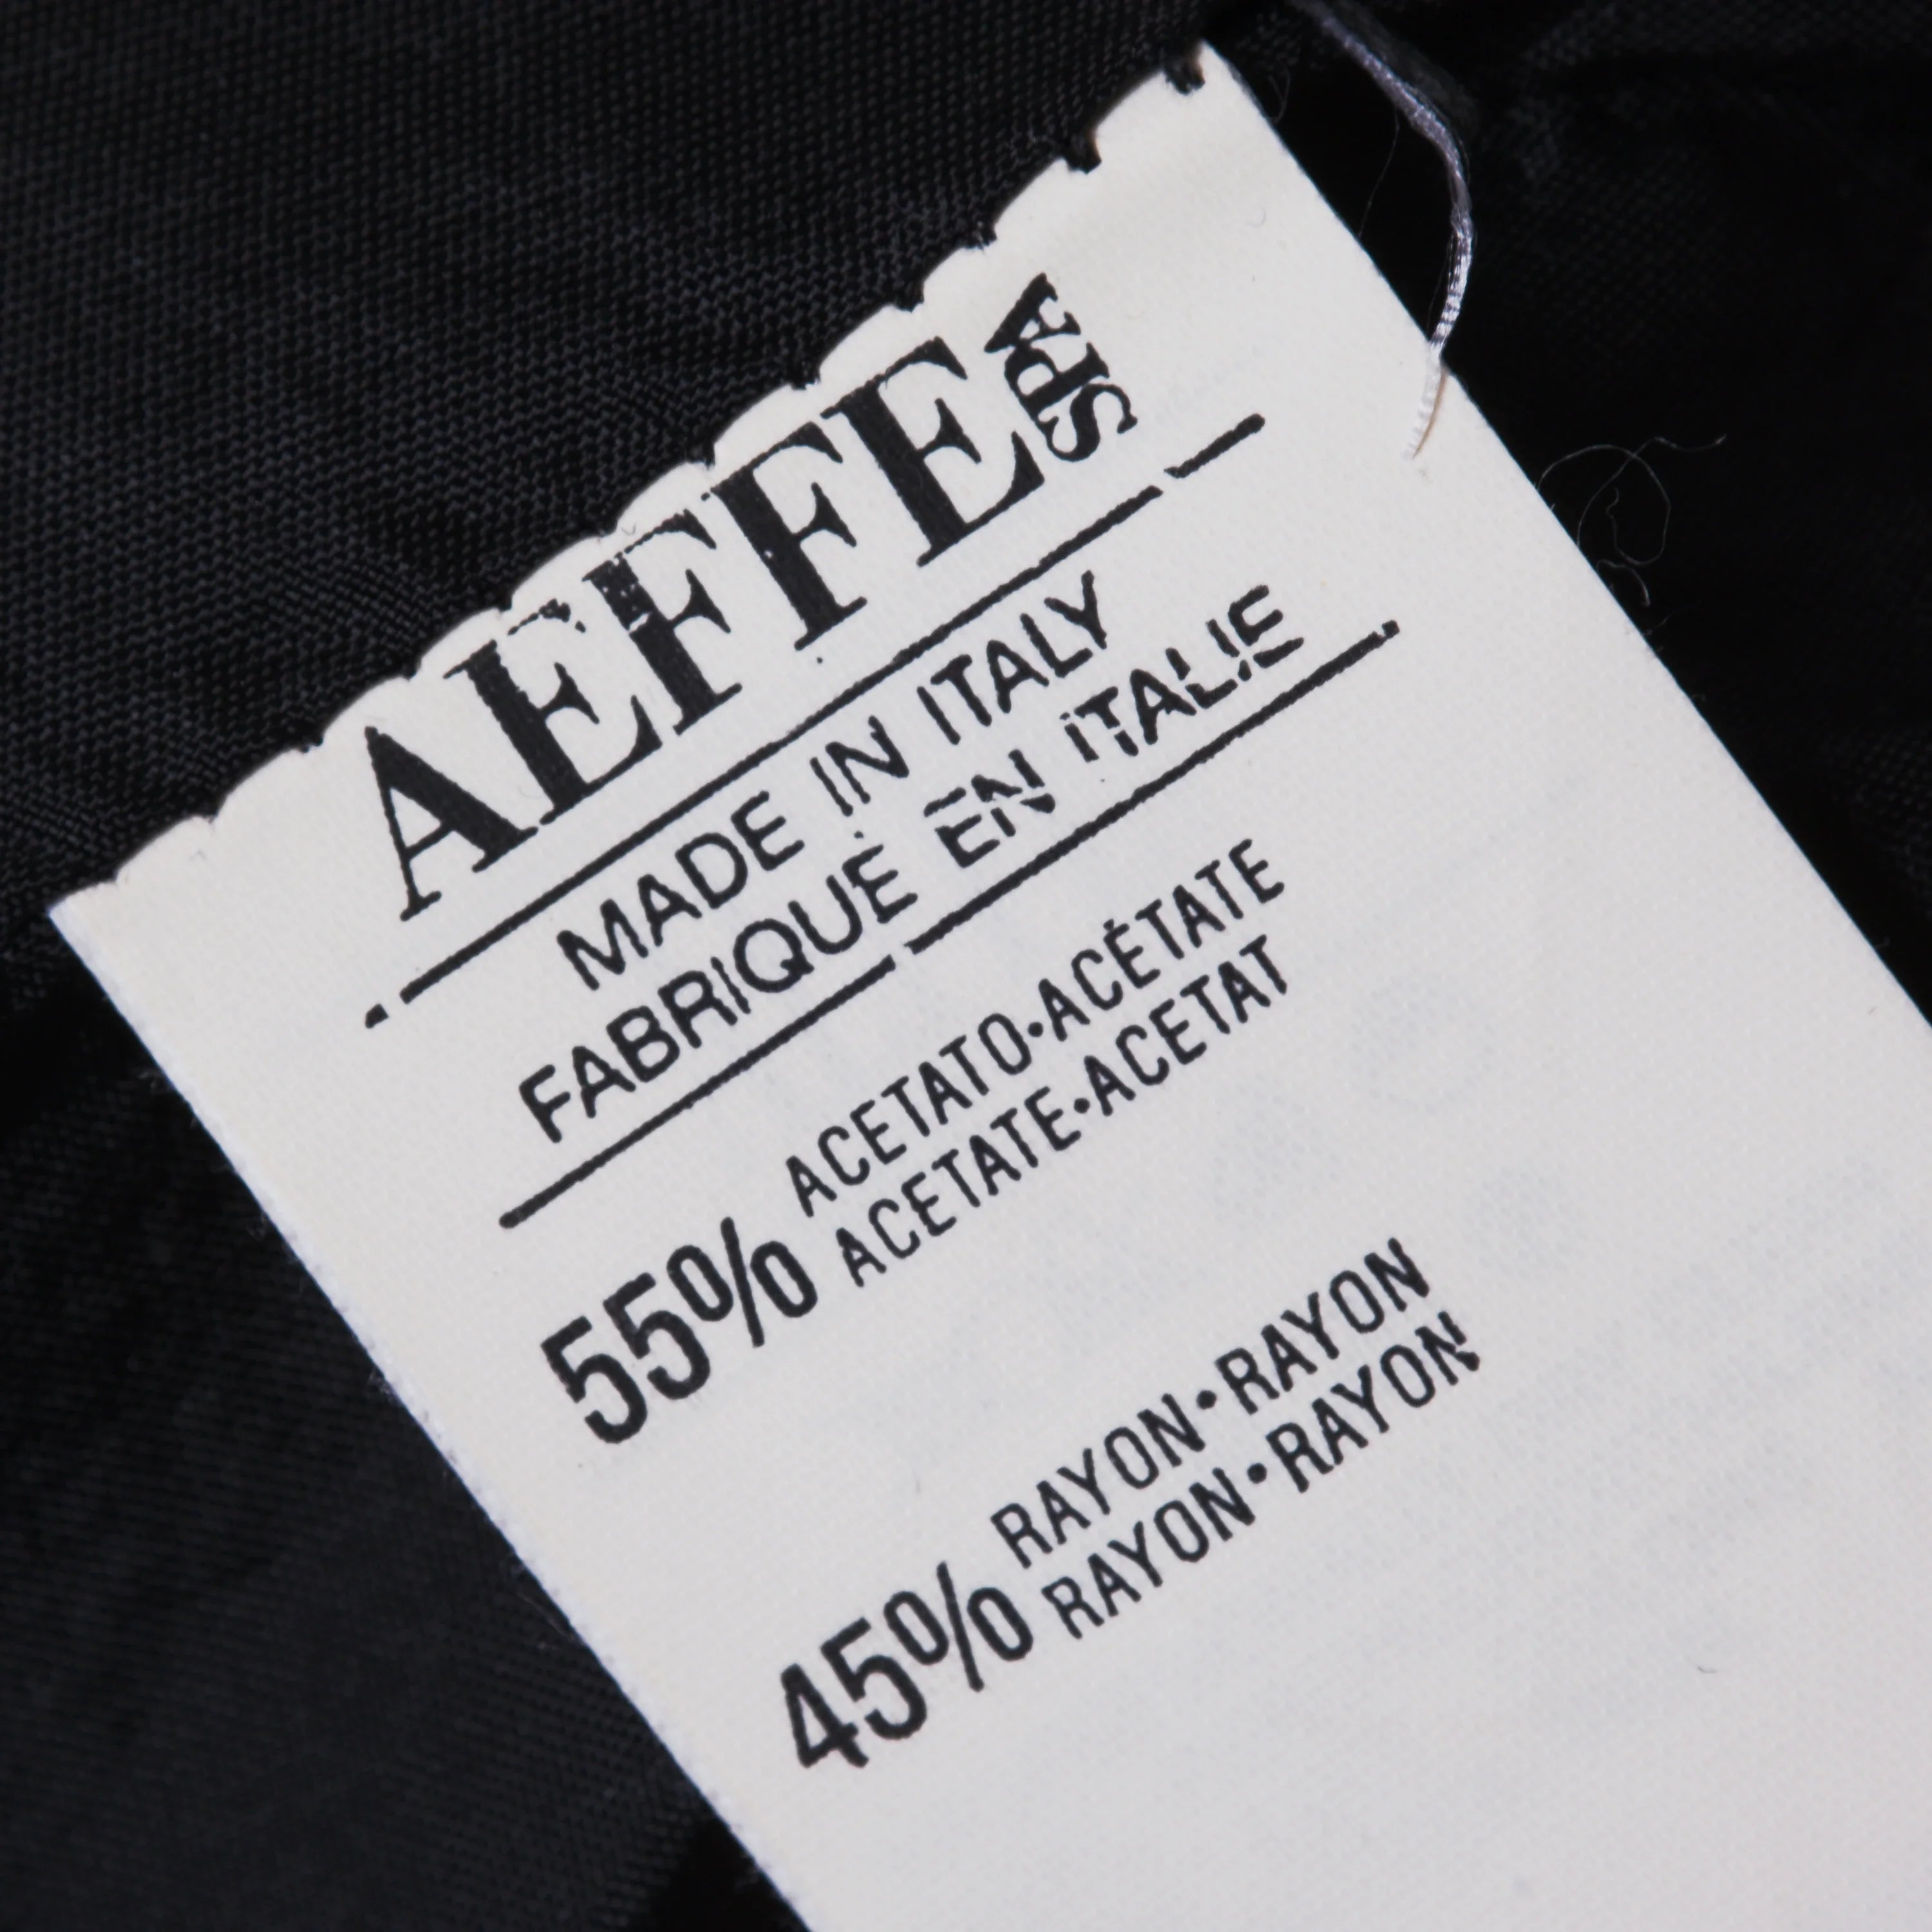 AEFFE SPA
MADE IN ITALY
FABRIQUÉ EN ITALIE
55% ACETATO•ACÉTATE
ACETATE•ACETAT
45% RAYON•RAYON
RAYON•RAYON